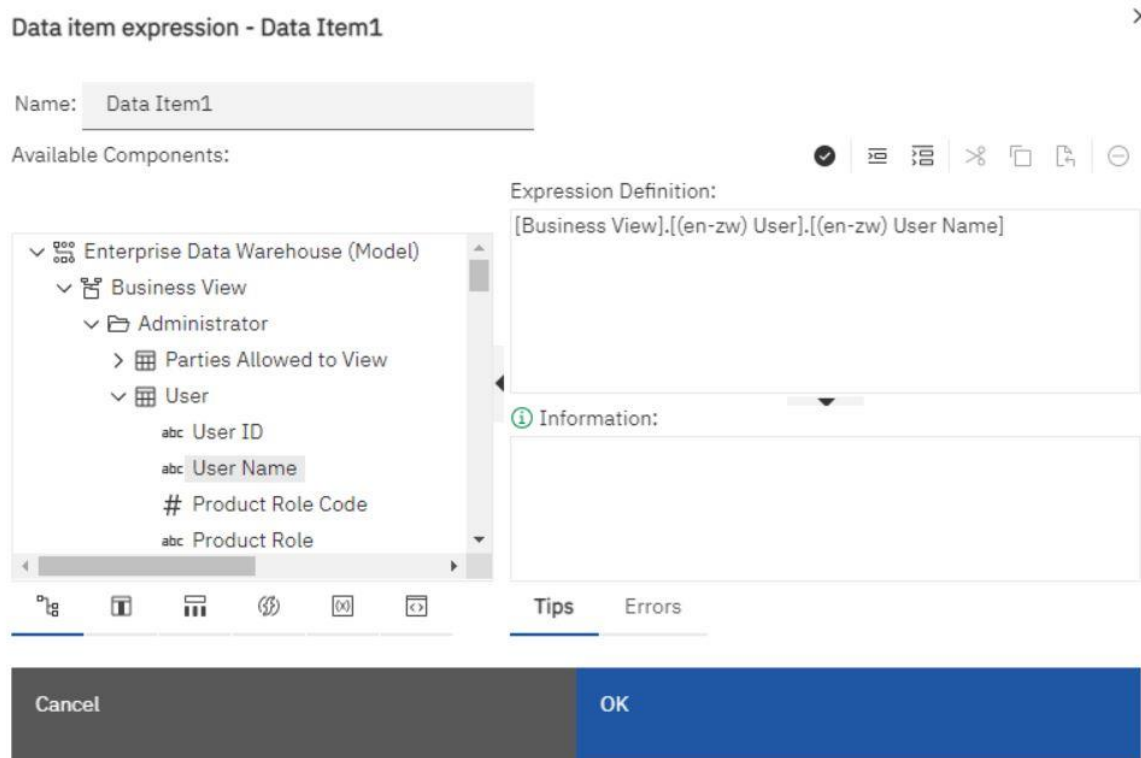 Data item expression - Data Item1
Name: Data Item1
Available Components:
Enterprise Data Warehouse (Model)
Business View
Administrator
Parties Allowed to View
User
abc User ID
abc User Name
# Product Role Code
abc Product Role
Expression Definition:
[Business View].[(en-zw) User].[(en-zw) User Name]
Information:
Tips Errors
Cancel OK